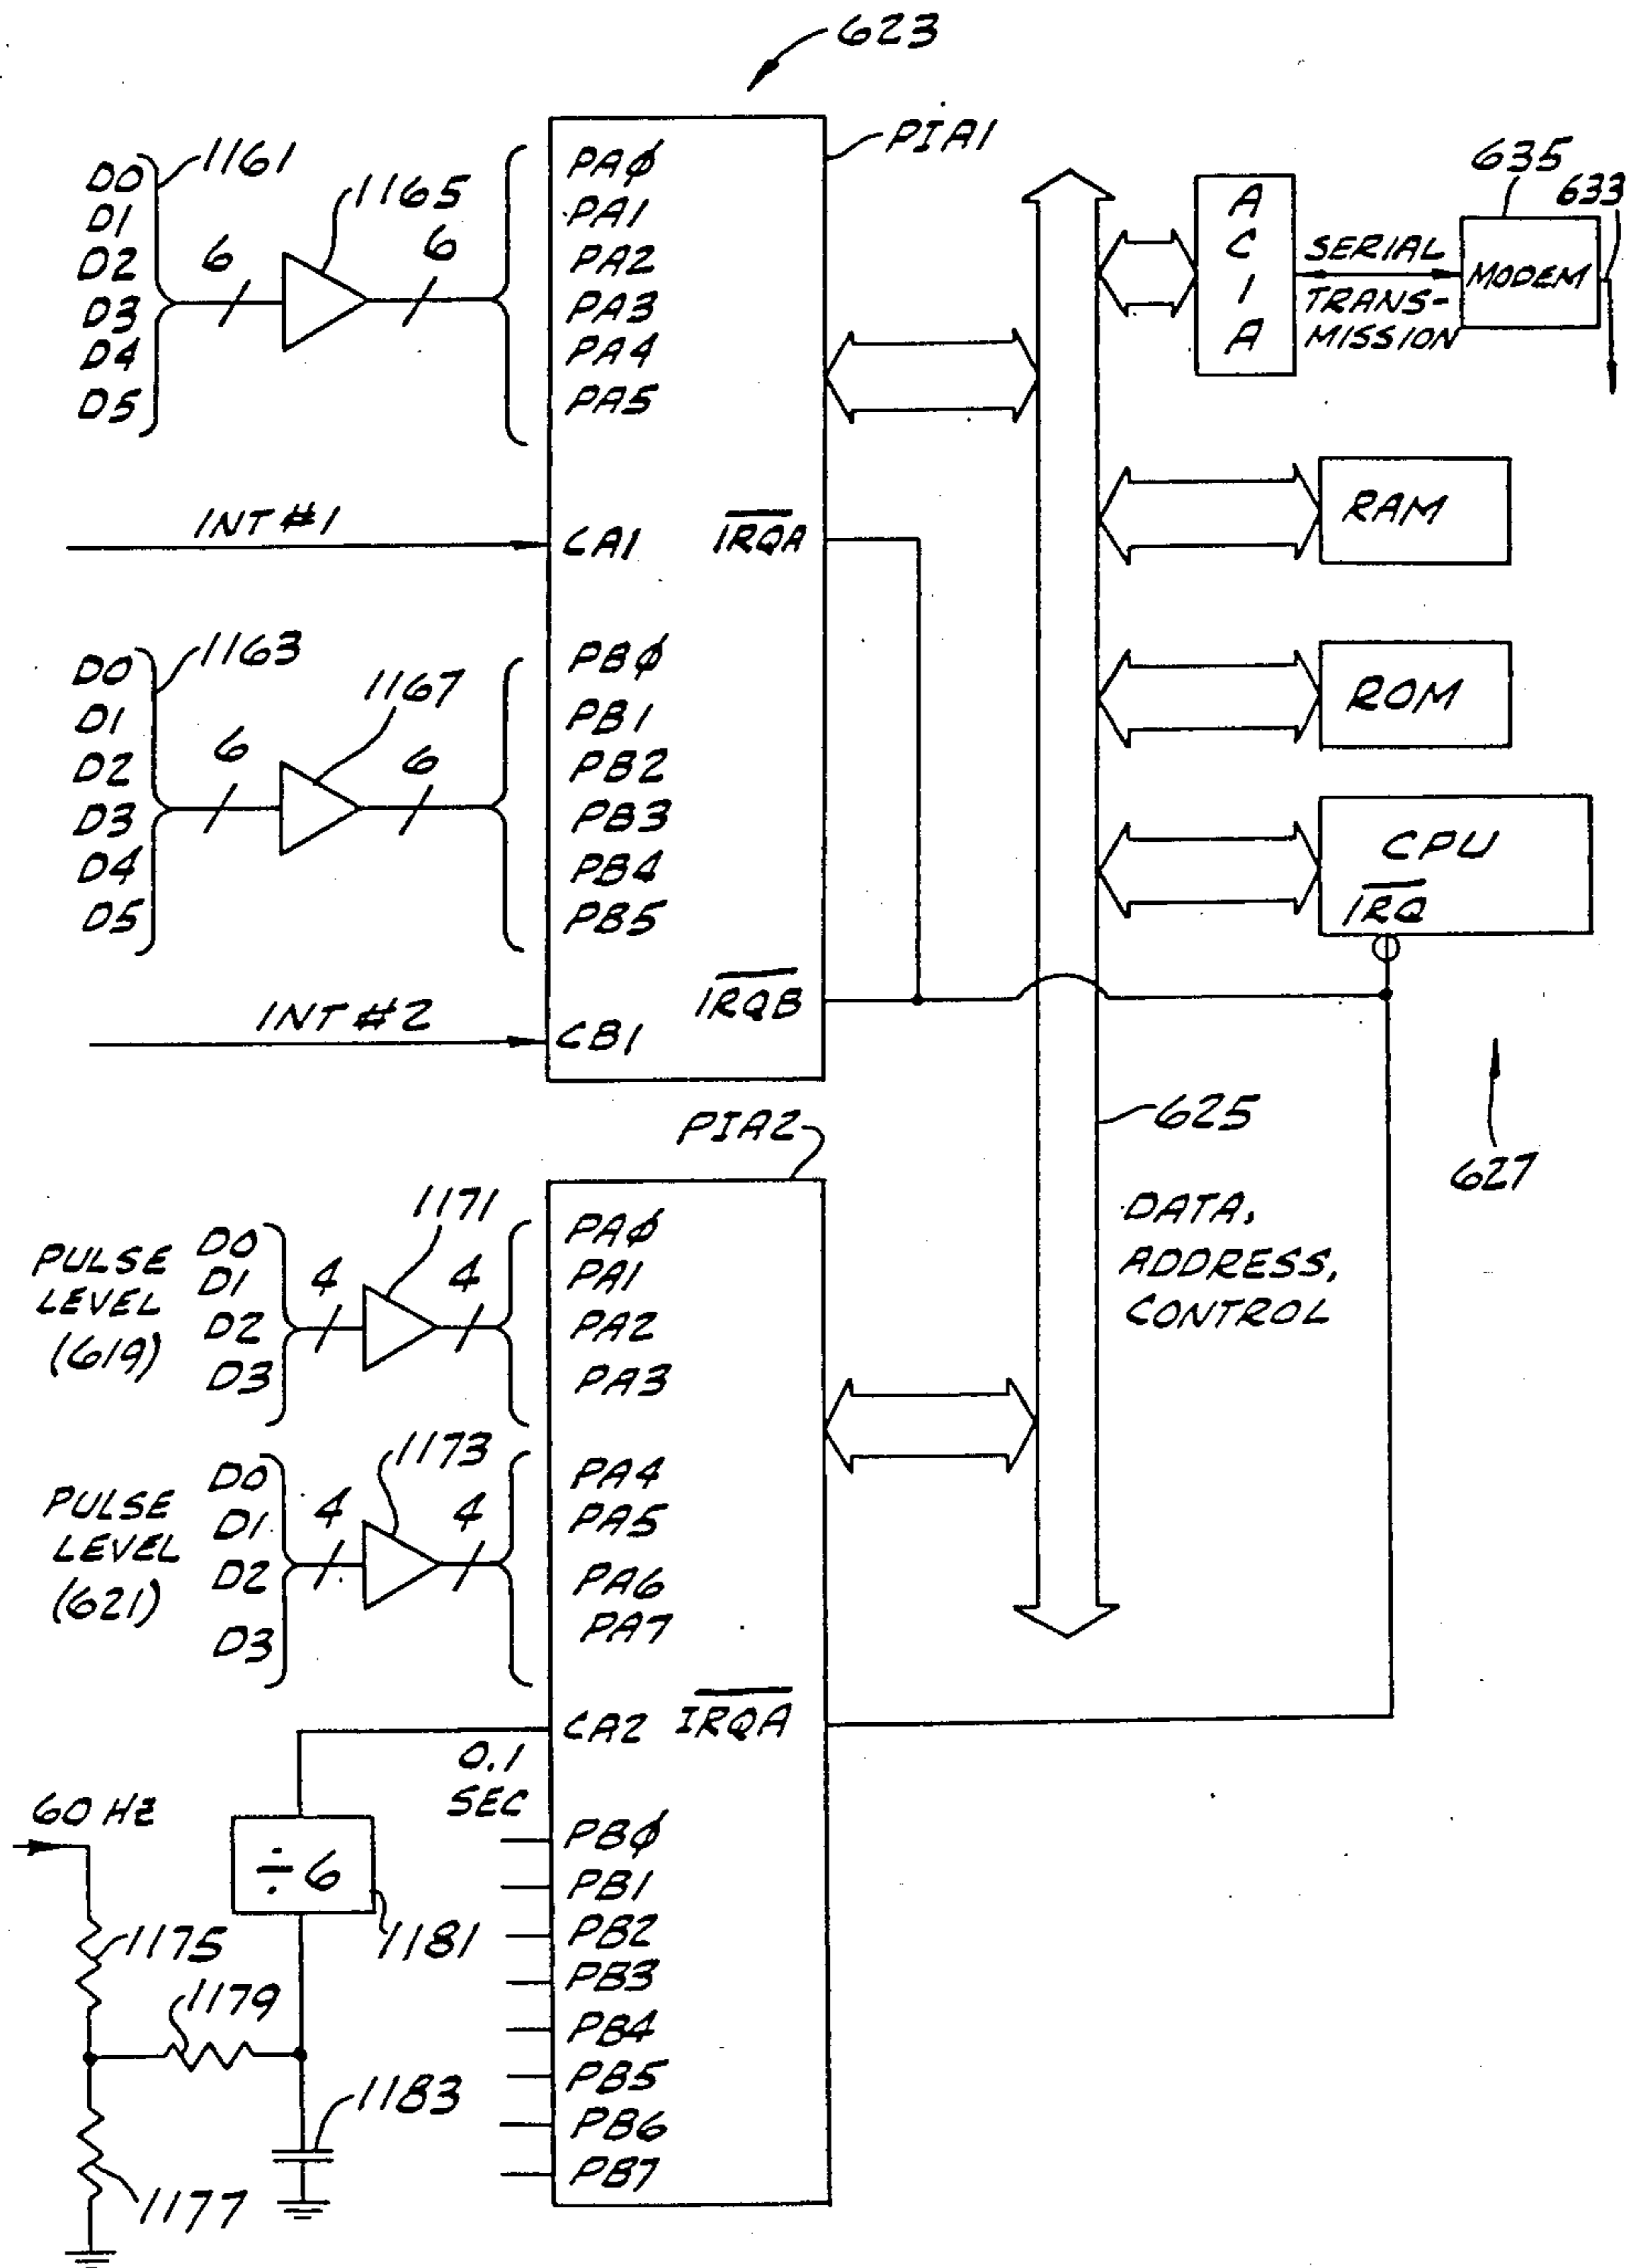 623
PIA1
D0
D1
D2
D3
D4
D5
1161
6
1165
6
PAØ
PA1
PA2
PA3
PA4
PA5
INT #1
CA1
IRQA
D0
D1
D2
D3
D4
D5
1163
6
1167
6
PBØ
PB1
PB2
PB3
PB4
PB5
IRQB
INT #2
CB1
ACIA
SERIAL
TRANS-
MISSION
635
633
MODEM
RAM
ROM
CPU
IRQ
627
625
DATA,
ADDRESS,
CONTROL
PIA2
PULSE
LEVEL
(619)
D0
D1
D2
D3
4
1171
4
PAØ
PA1
PA2
PA3
PULSE
LEVEL
(621)
D0
D1
D2
D3
4
1173
4
PA4
PA5
PA6
PA7
CA2
IRQA
0.1
SEC
60 HZ
÷6
1181
1175
1179
1183
1177
PBØ
PB1
PB2
PB3
PB4
PB5
PB6
PB7